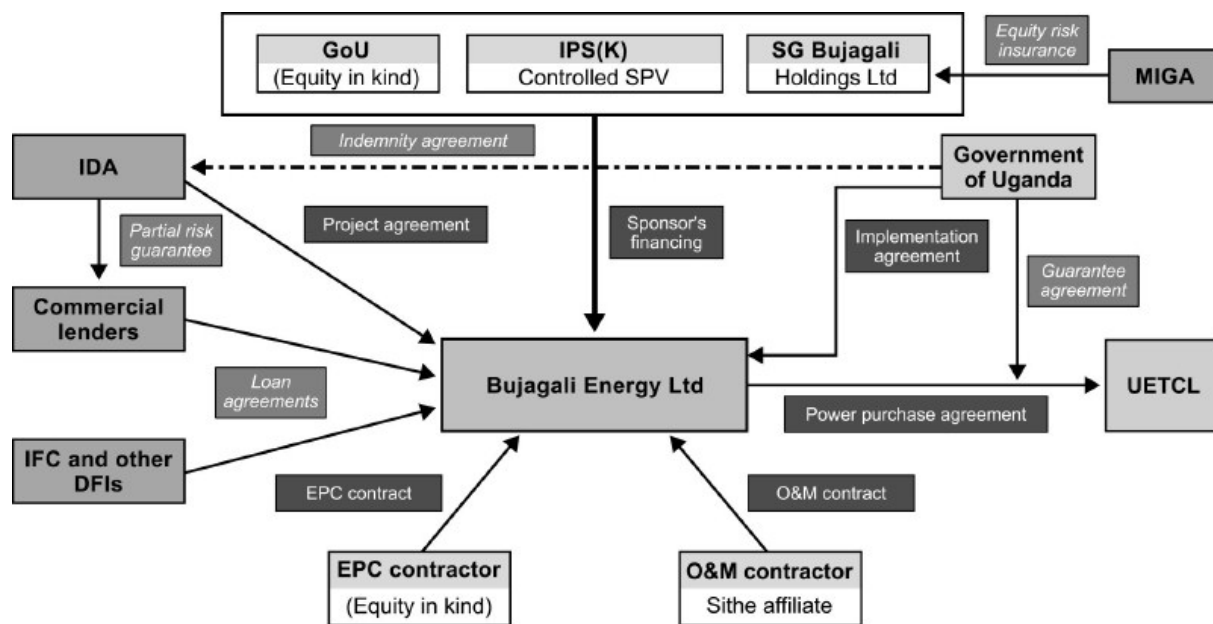 GoU
(Equity in kind)
IPS(K)
Controlled SPV
SG Bujagali
Holdings Ltd
Equity risk
insurance
MIGA
Indemnity agreement
IDA
Government
of Uganda
Partial risk
guarantee
Project agreement
Sponsor's
financing
Implementation
agreement
Guarantee
agreement
Commercial
lenders
Loan
agreements
Bujagali Energy Ltd
Power purchase agreement
UETCL
IFC and other
DFIs
EPC contract
O&M contract
EPC contractor
(Equity in kind)
O&M contractor
Sithe affiliate